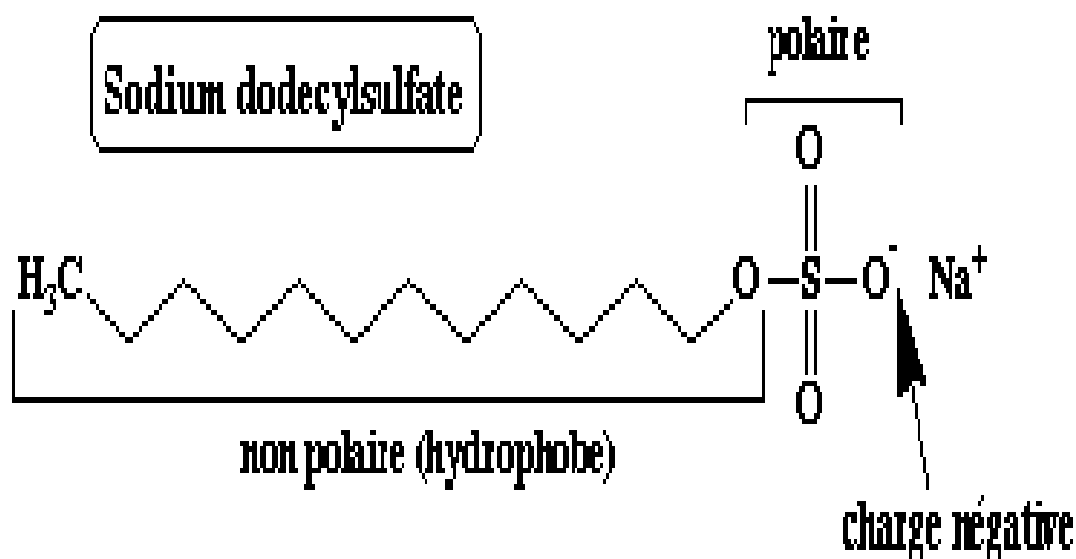 polaire
Sodium dodecylsulfate
O
H₃C O–S–O⁻ Na⁺
O
non polaire (hydrophobe)
charge négative